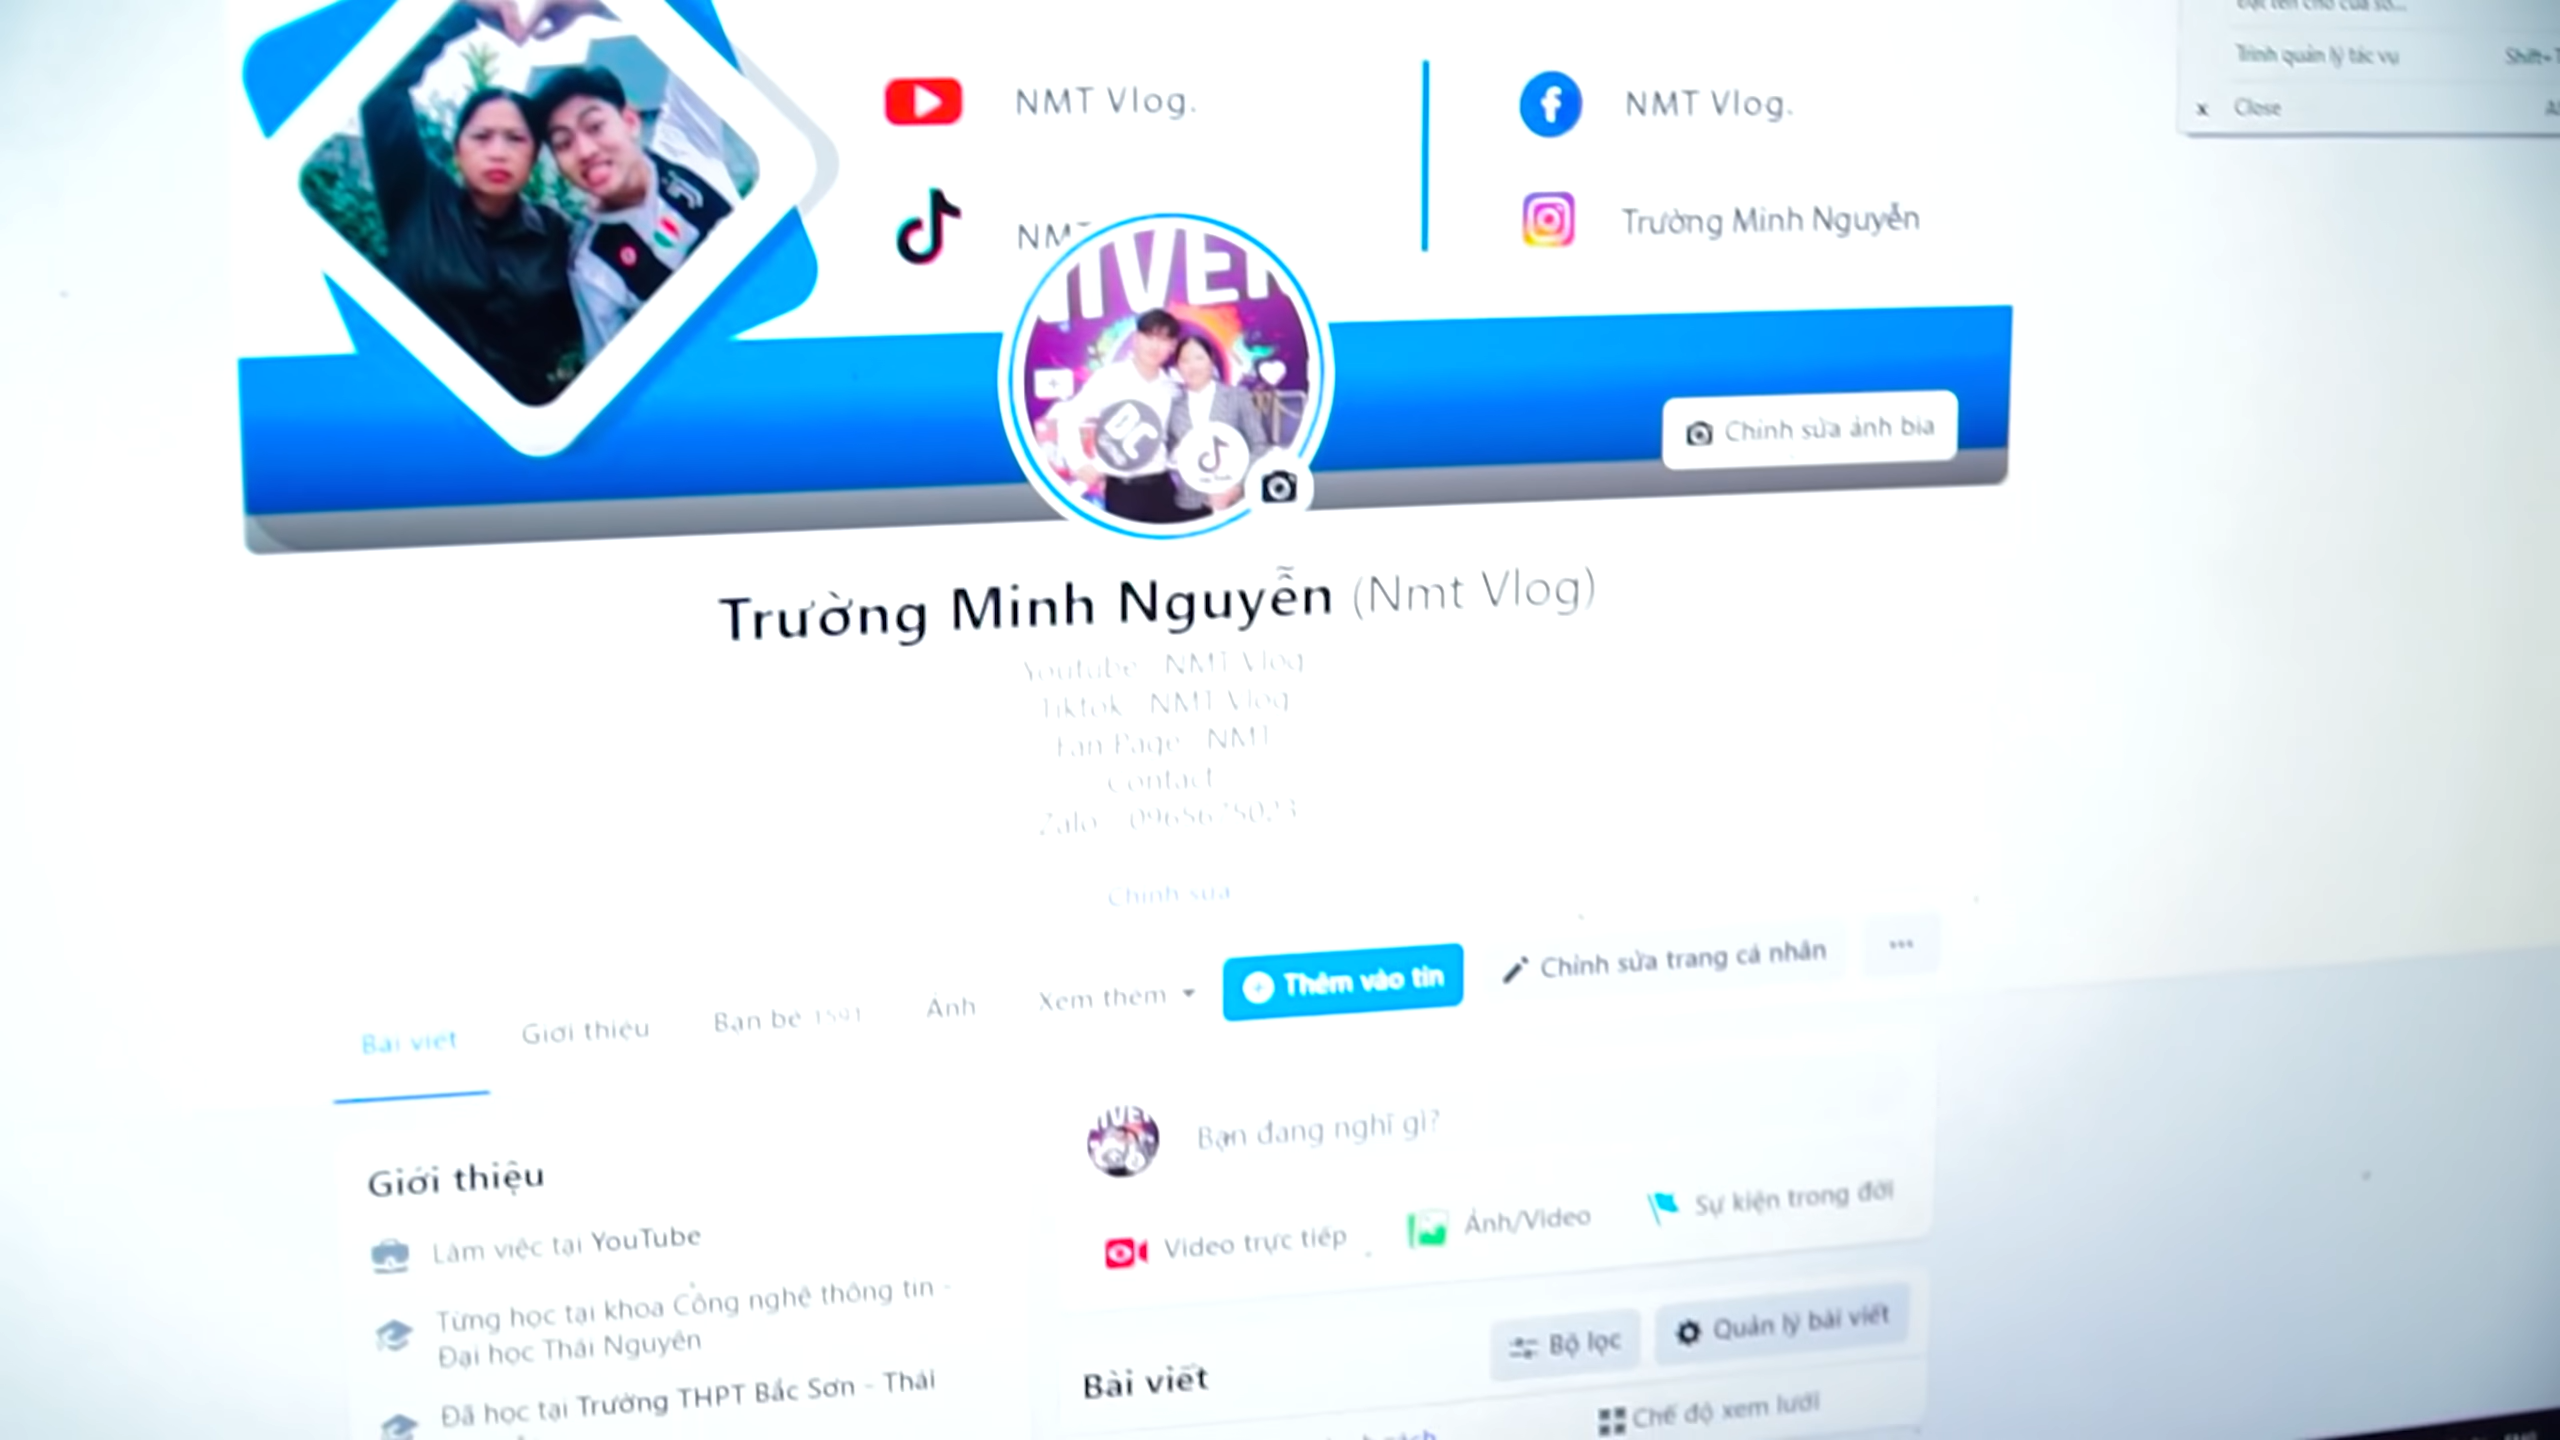 Trình quản lý tác vụ
x Close
NMT Vlog.
NMT Vlog.
Trường Minh Nguyễn
IVER
Chỉnh sửa ảnh bìa
Trường Minh Nguyễn (Nmt Vlog)
Youtube NMT Vlog
Tiktok NMT Vlog
Fan Page NMT
Contact
Zalo
Chỉnh sửa
Thêm vào tin
Chỉnh sửa trang cá nhân
...
Bài viết
Giới thiệu
Bạn bè 1591
Ảnh
Xem thêm
Bạn đang nghĩ gì?
Video trực tiếp
Ảnh/Video
Sự kiện trong đời
Giới thiệu
Làm việc tại YouTube
Từng học tại khoa Công nghệ thông tin -
Đại học Thái Nguyên
Đã học tại Trường THPT Bắc Sơn - Thái
Bài viết
Bộ lọc
Quản lý bài viết
Chế độ xem lưới